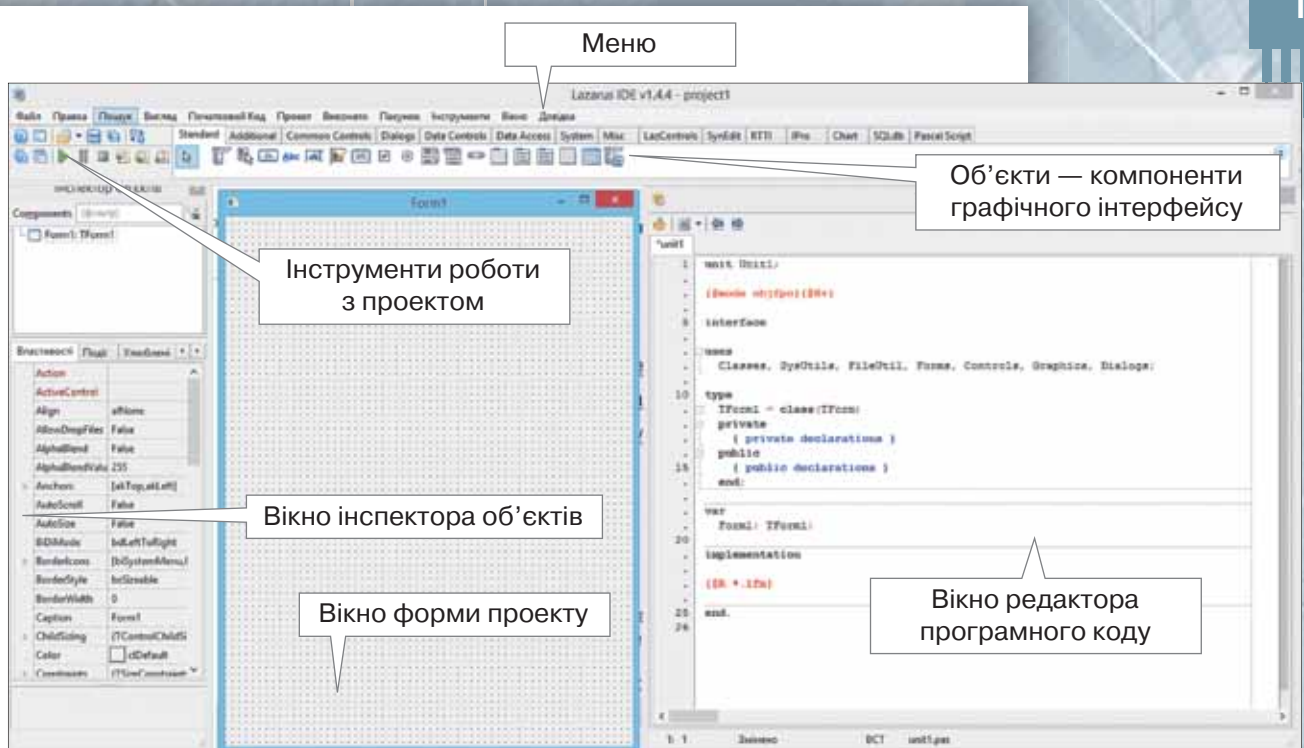 Меню
Lazarus IDE v1.4.4 - project1
Файл Правка Пошук Вигляд Початковий Код Проект Виконати Пакунок Інструменти Вікно Довідка
Standard Additional Common Controls Dialogs Data Controls Data Access System Misc LazControls SynEdit RTTI IPro Chart SQLdb Pascal Script
Об’єкти — компоненти
графічного інтерфейсу
Components
Form1: TForm1
Form1
Інструменти роботи
з проектом
*unit1
1 unit Unit1;
{$mode objfpc}{$H+}
5 interface
uses
Classes, SysUtils, FileUtil, Forms, Controls, Graphics, Dialogs;
10 type
TForm1 = class(TForm)
private
{ private declarations }
public
15 { public declarations }
end;
var
Form1: TForm1;
20
implementation
{$R *.lfm}
25 end.
26
Властивості Події Улюблені
Action
ActiveControl
Align alNone
AllowDropFiles False
AlphaBlend False
AlphaBlendValu 255
Anchors [akTop,akLeft]
AutoScroll False
AutoSize False
BiDiMode bdLeftToRight
BorderIcons [biSystemMenu,l
BorderStyle bsSizeable
BorderWidth 0
Caption Form1
ChildSizing (TControlChildSi
Color clDefault
Constraints (TSizeConstraint
Вікно інспектора об’єктів
Вікно форми проекту
Вікно редактора
програмного коду
1: 1 Змінено ВСТ unit1.pas